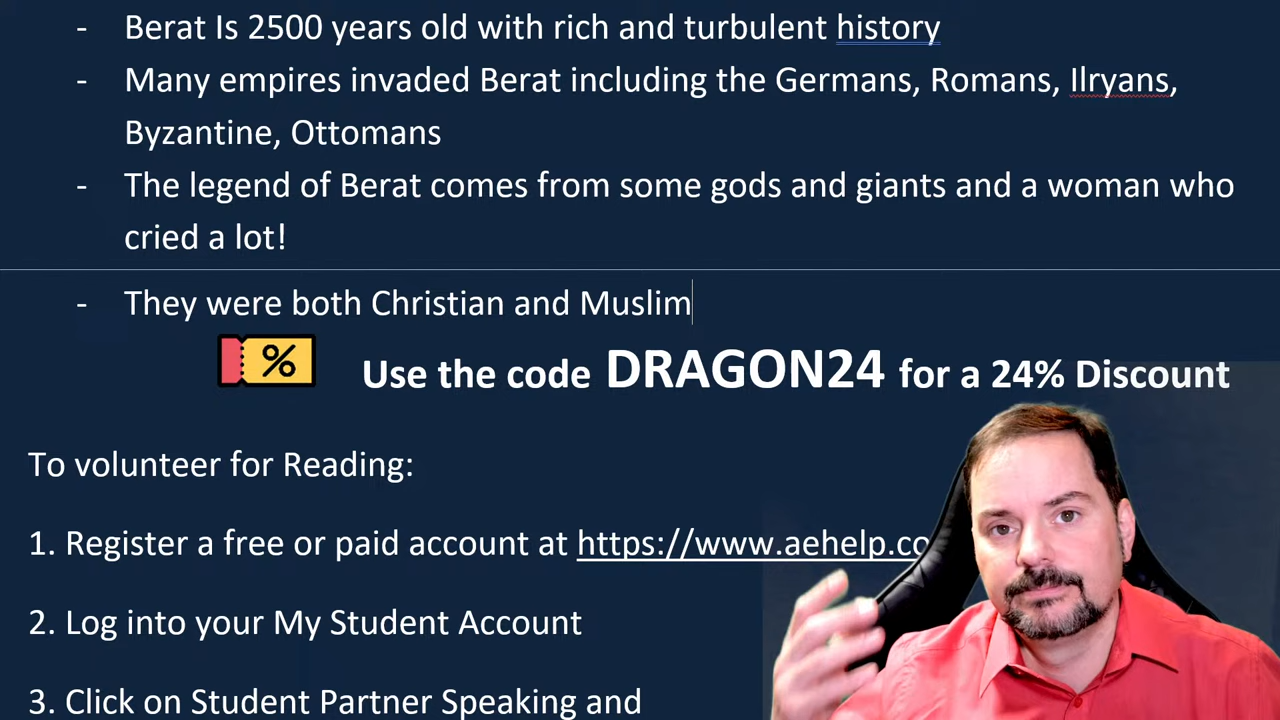 - Berat Is 2500 years old with rich and turbulent history
- Many empires invaded Berat including the Germans, Romans, Ilryans,
Byzantine, Ottomans
- The legend of Berat comes from some gods and giants and a woman who
cried a lot!
- They were both Christian and Muslim
% Use the code DRAGON24 for a 24% Discount
To volunteer for Reading:
1. Register a free or paid account at https://www.aehelp.co
2. Log into your My Student Account
3. Click on Student Partner Speaking and